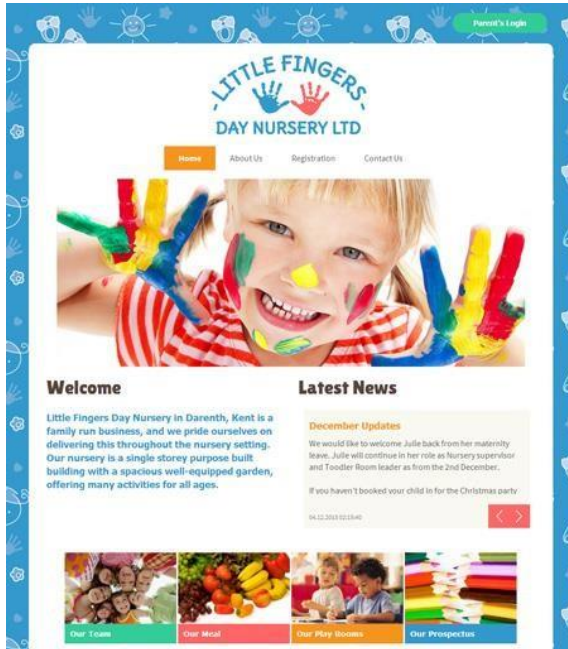 Parent's Login
LITTLE FINGERS
DAY NURSERY LTD
Home About Us Registration Contact Us
Welcome
Little Fingers Day Nursery in Darenth, Kent is a
family run business, and we pride ourselves on
delivering this throughout the nursery setting.
Our nursery is a single storey purpose built
building with a spacious well-equipped garden,
offering many activities for all ages.
Latest News
December Updates
We would like to welcome Julie back from her maternity
leave. Julie will continue in her role as Nursery supervisor
and Toodler Room leader as from the 2nd December.
If you haven't booked your child in for the Christmas party
Our Team
Our Meal
Our Play Rooms
Our Prospectus